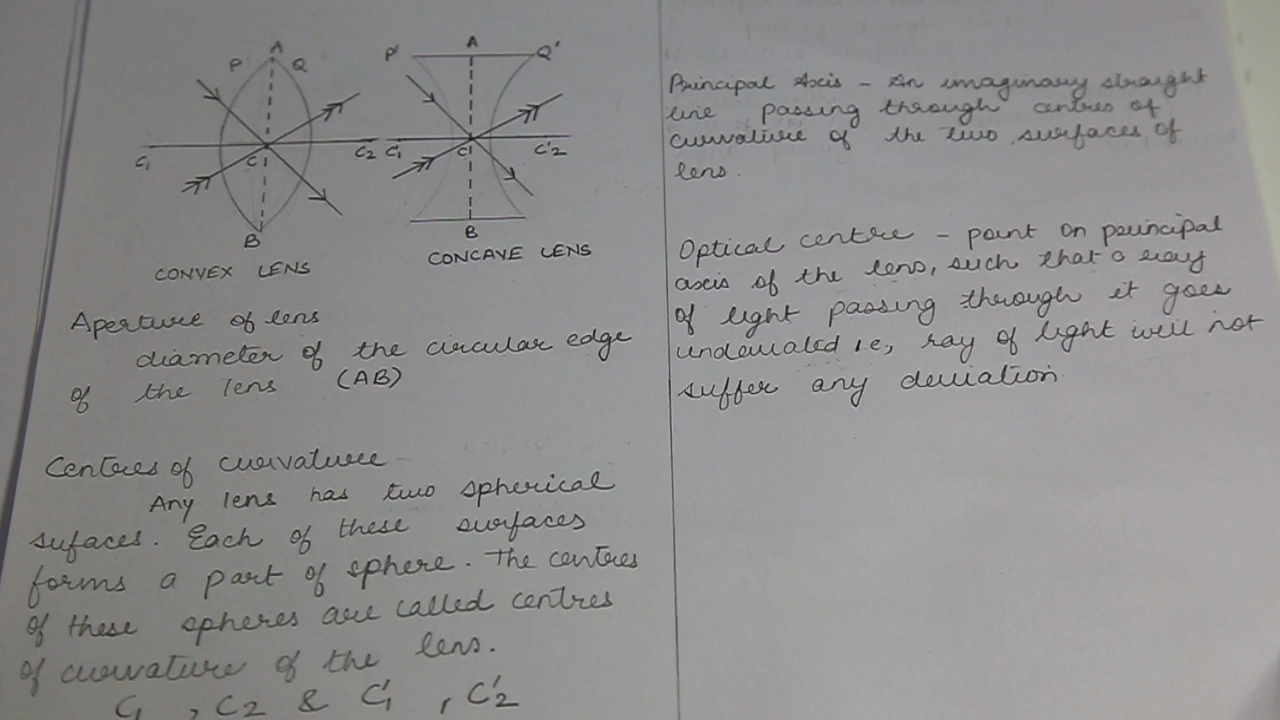 A
P Q
C1 C C2
B
CONVEX LENS
P' A Q'
C'1 C C'2
B
CONCAVE LENS
Aperture of lens
diameter of the circular edge
of the lens (AB)
Centres of curvature
Any lens has two spherical
sufaces. Each of these surfaces
forms a part of sphere. The centres
of these spheres are called centres
of curvature of the lens.
C1 , C2 & C'1 , C'2
Principal Axis - An imaginary straight
line passing through centres of
curvature of the two surfaces of
lens.
Optical centre - point on principal
axis of the lens, such that a ray
of light passing through it goes
undeviated i.e, ray of light will not
suffer any deviation